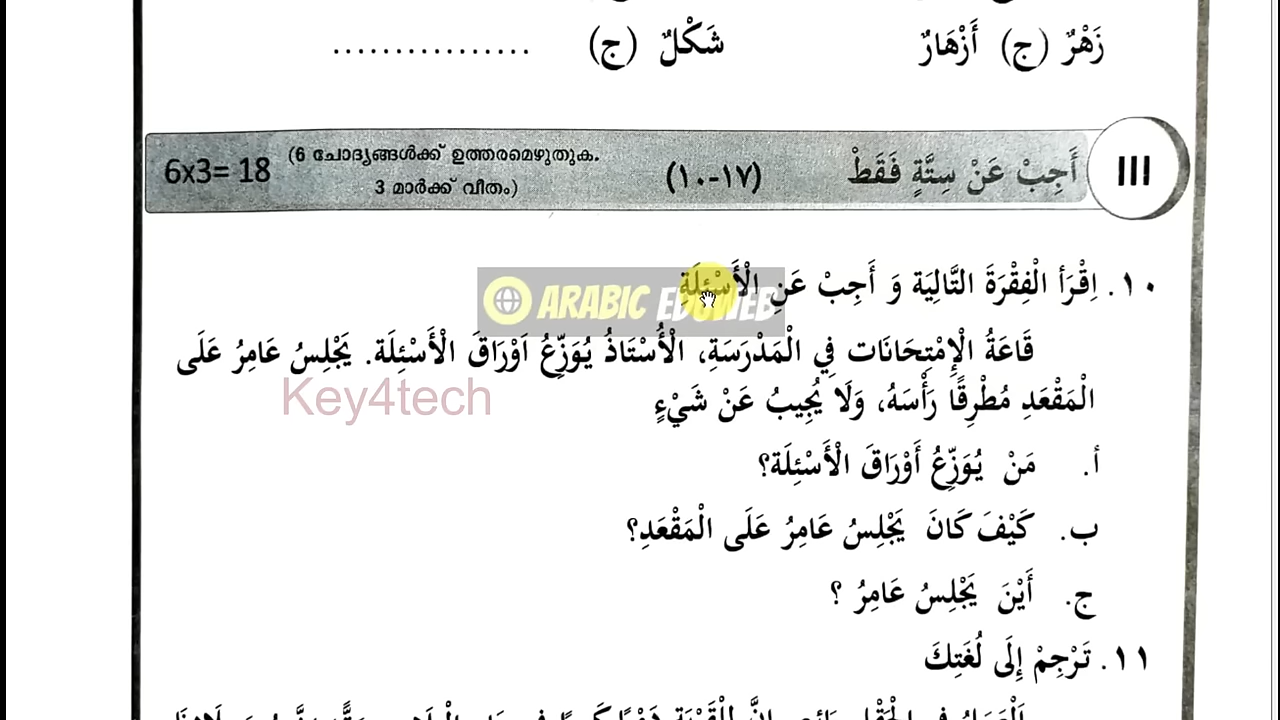 زَهْرٌ (ج) أَزْهَارٌ شَكْلٌ (ج) ................
III أَجِبْ عَنْ سِتَّةٍ فَقَطْ (١٠-١٧) (6 ചോദ്യങ്ങൾക്ക് ഉത്തരമെഴുതുക. 6x3= 18
3 മാർക്ക് വീതം)
١٠. اِقْرَأ الْفِقْرَةَ التَّالِيَة وَ أَجِبْ عَنِ الْأَسْئِلَةِ
ARABIC EDUWEB
قَاعَةُ الْإِمْتِحَانَات فِي الْمَدْرَسَةِ، الْأُسْتَاذُ يُوَزِّعُ اَوْرَاقَ الْأَسْئِلَة. يَجْلِسُ عَامِرُ عَلَى
Key4tech
الْمَقْعَدِ مُطْرِقًا رَأْسَهُ، وَلَا يُجِيبُ عَنْ شَيْءٍ
أ. مَنْ يُوَزِّعُ أَوْرَاقَ الْأَسْئِلَة؟
ب. كَيْفَ كَانَ يَجْلِسُ عَامِرُ عَلَى الْمَقْعَدِ؟
ج. أَيْنَ يَجْلِسُ عَامِرُ ؟
١١. تَرْجِمْ إِلَى لُغَتِكَ